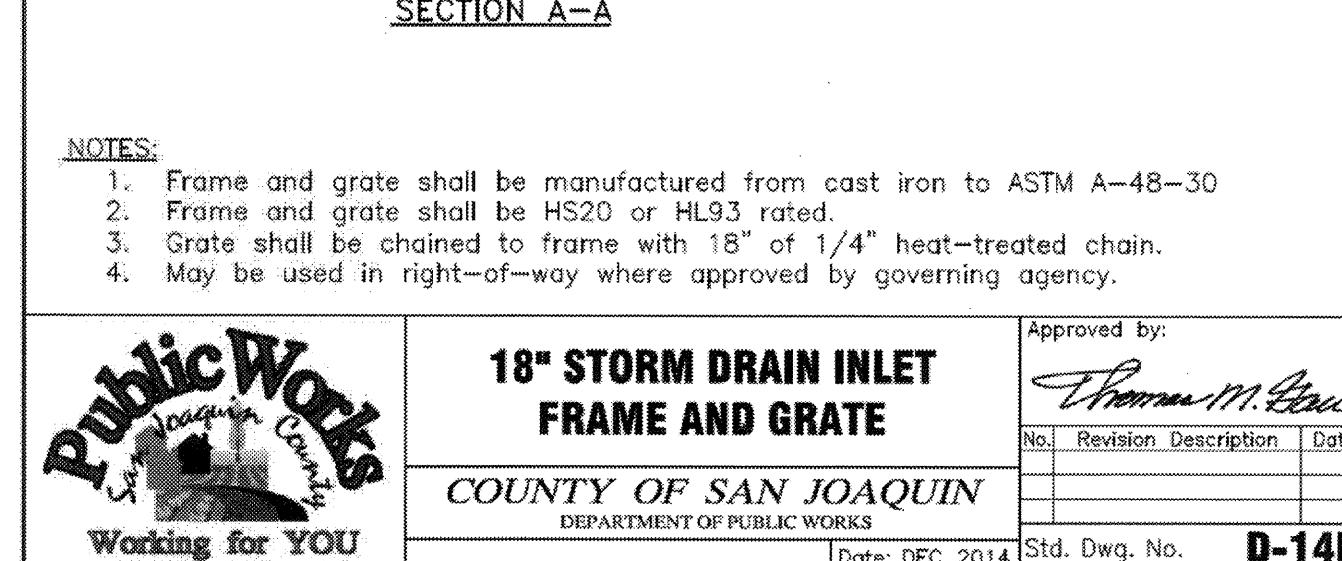 SECTION A–A
NOTES:
1. Frame and grate shall be manufactured from cast iron to ASTM A–48–30
2. Frame and grate shall be HS20 or HL93 rated.
3. Grate shall be chained to frame with 18" of 1/4" heat–treated chain.
4. May be used in right–of–way where approved by governing agency.
Public Works
San Joaquin County
Working for YOU
18" STORM DRAIN INLET
FRAME AND GRATE
COUNTY OF SAN JOAQUIN
DEPARTMENT OF PUBLIC WORKS
Date: DEC. 2014
Approved by:
Thomas M.
No. Revision Description
Std. Dwg. No.